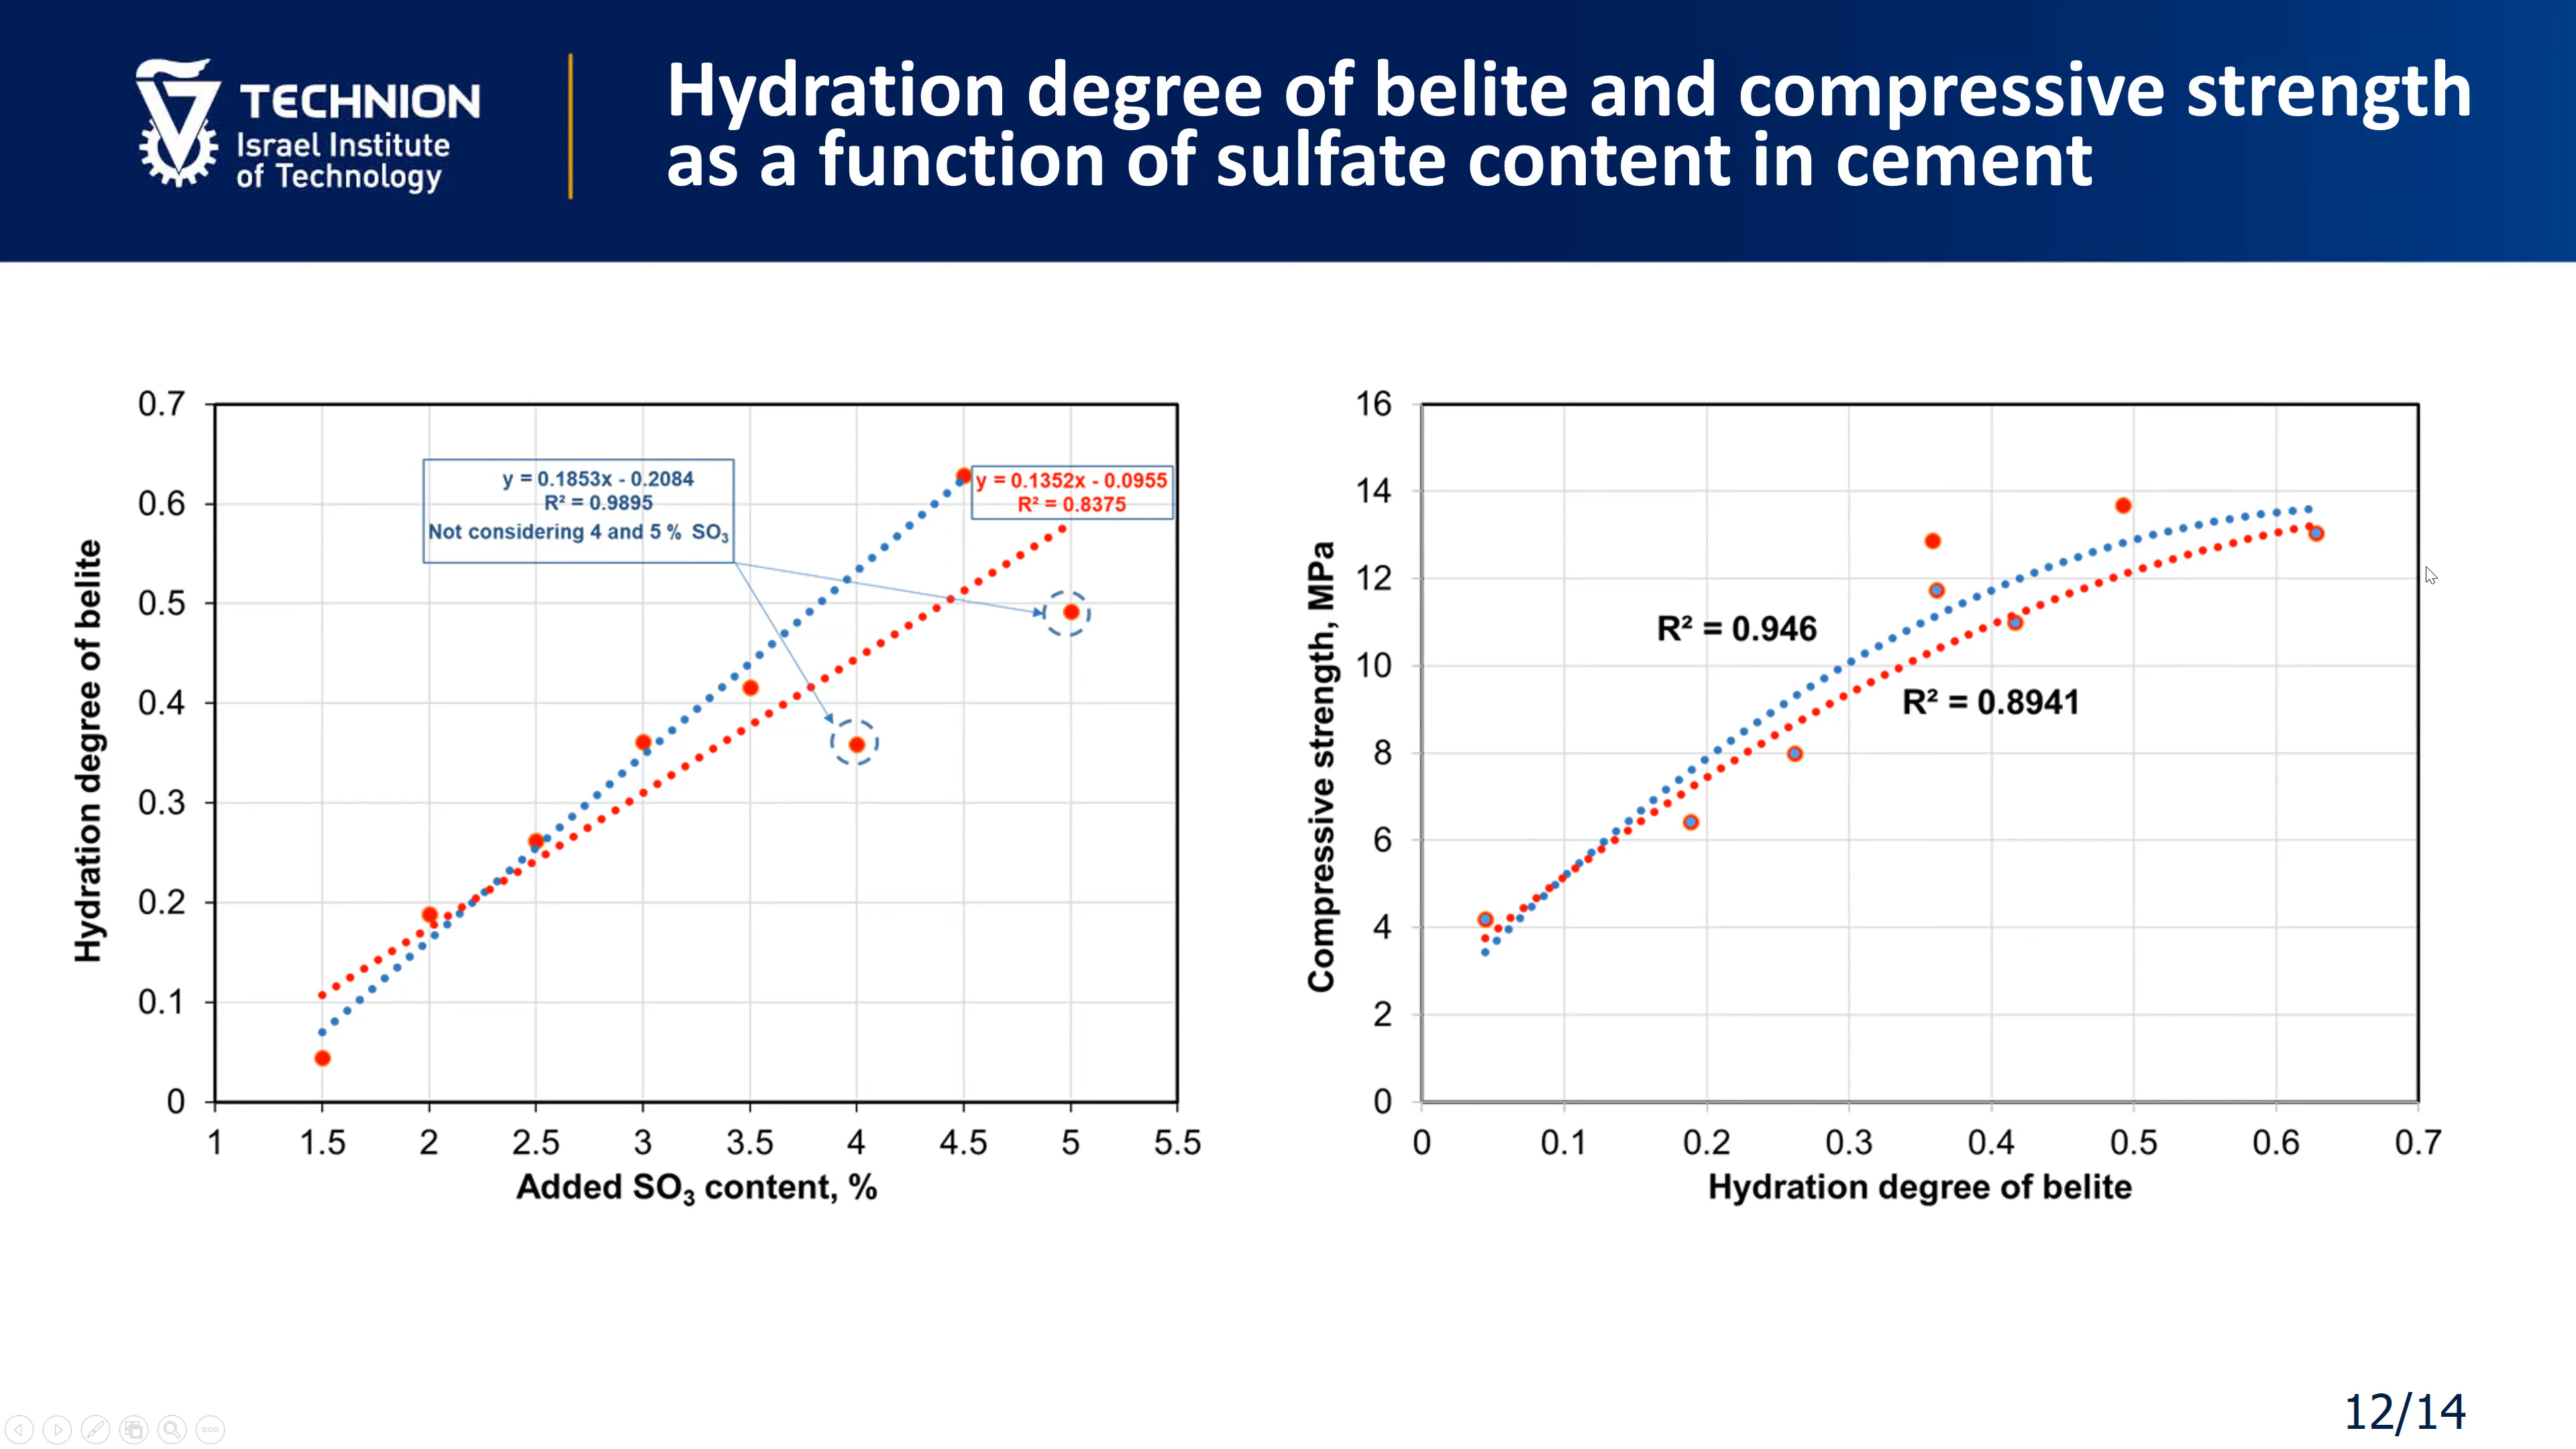 TECHNION
Israel Institute
of Technology
Hydration degree of belite and compressive strength
as a function of sulfate content in cement
Hydration degree of belite
0.7
0.6
0.5
0.4
0.3
0.2
0.1
0
y = 0.1853x - 0.2084
R² = 0.9895
Not considering 4 and 5 % SO₃
y = 0.1352x - 0.0955
R² = 0.8375
1 1.5 2 2.5 3 3.5 4 4.5 5 5.5
Added SO₃ content, %
Compressive strength, MPa
16
14
12
10
8
6
4
2
0
R² = 0.946
R² = 0.8941
0 0.1 0.2 0.3 0.4 0.5 0.6 0.7
Hydration degree of belite
12/14